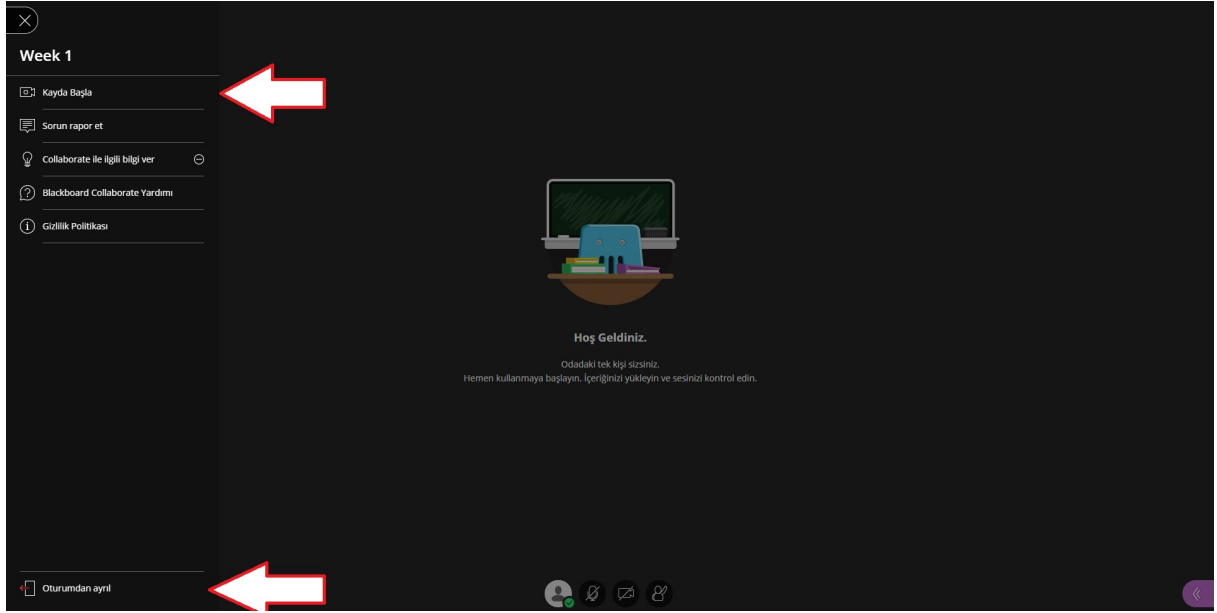 Week 1
Kayda Başla
Sorun rapor et
Collaborate ile ilgili bilgi ver
Blackboard Collaborate Yardımı
Gizlilik Politikası
Hoş Geldiniz.
Odadaki tek kişi sizsiniz.
Hemen kullanmaya başlayın. İçeriğinizi yükleyin ve sesinizi kontrol edin.
Oturumdan ayrıl